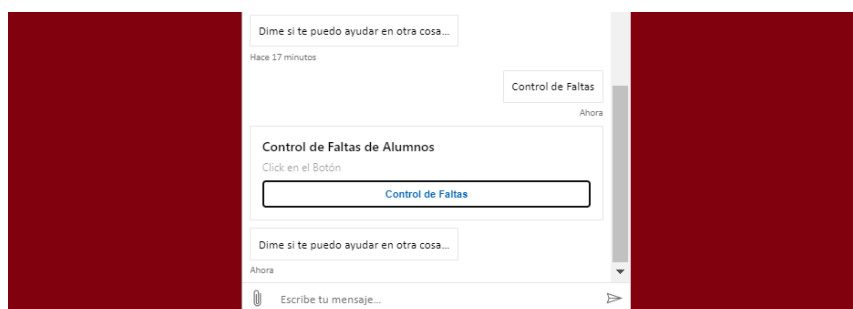 Dime si te puedo ayudar en otra cosa...
Hace 17 minutos
Control de Faltas
Ahora
Control de Faltas de Alumnos
Click en el Botón
Control de Faltas
Dime si te puedo ayudar en otra cosa...
Ahora
Escribe tu mensaje...